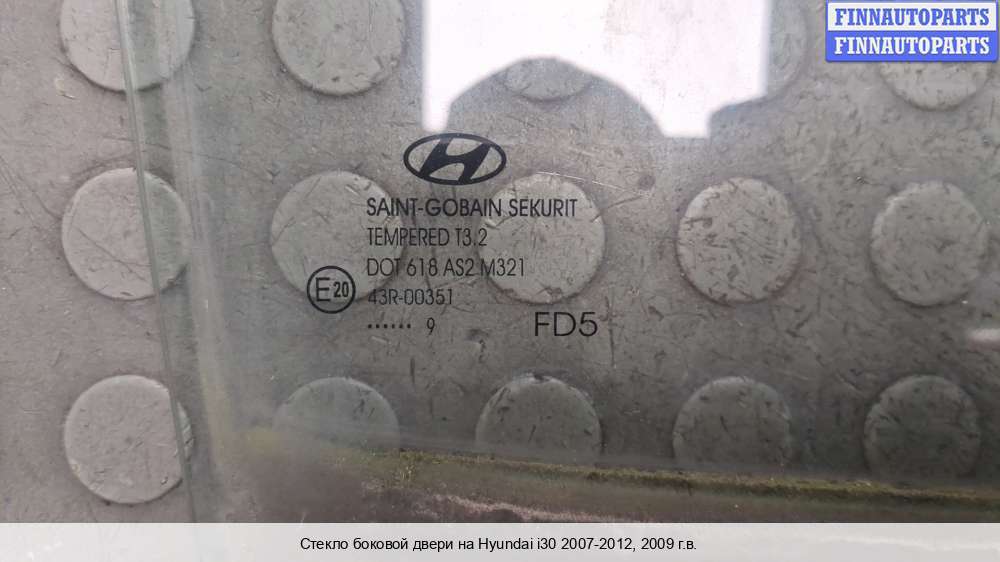 FINNAUTOPARTS
FINNAUTOPARTS
SAINT-GOBAIN SEKURIT
TEMPERED T3.2
DOT 618 AS2 M321
E20
43R-00351
...... 9
FD5
Стекло боковой двери на Hyundai i30 2007-2012, 2009 г.в.